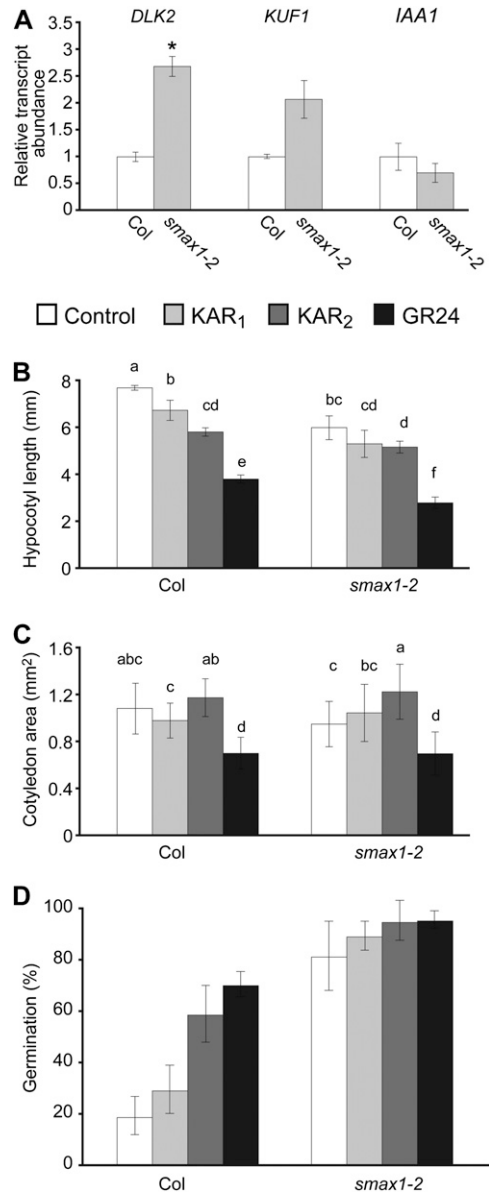 A
DLK2 KUF1 IAA1
Relative transcript abundance
3.5
3
2.5
2
1.5
1
0.5
0
*
Col smax1-2 Col smax1-2 Col smax1-2
Control KAR1 KAR2 GR24
B
Hypocotyl length (mm)
8
6
4
2
0
a b cd e bc cd d f
Col smax1-2
C
Cotyledon area (mm2)
1.6
1.2
0.8
0.4
0
abc c ab d c bc a d
Col smax1-2
D
Germination (%)
100
80
60
40
20
0
Col smax1-2